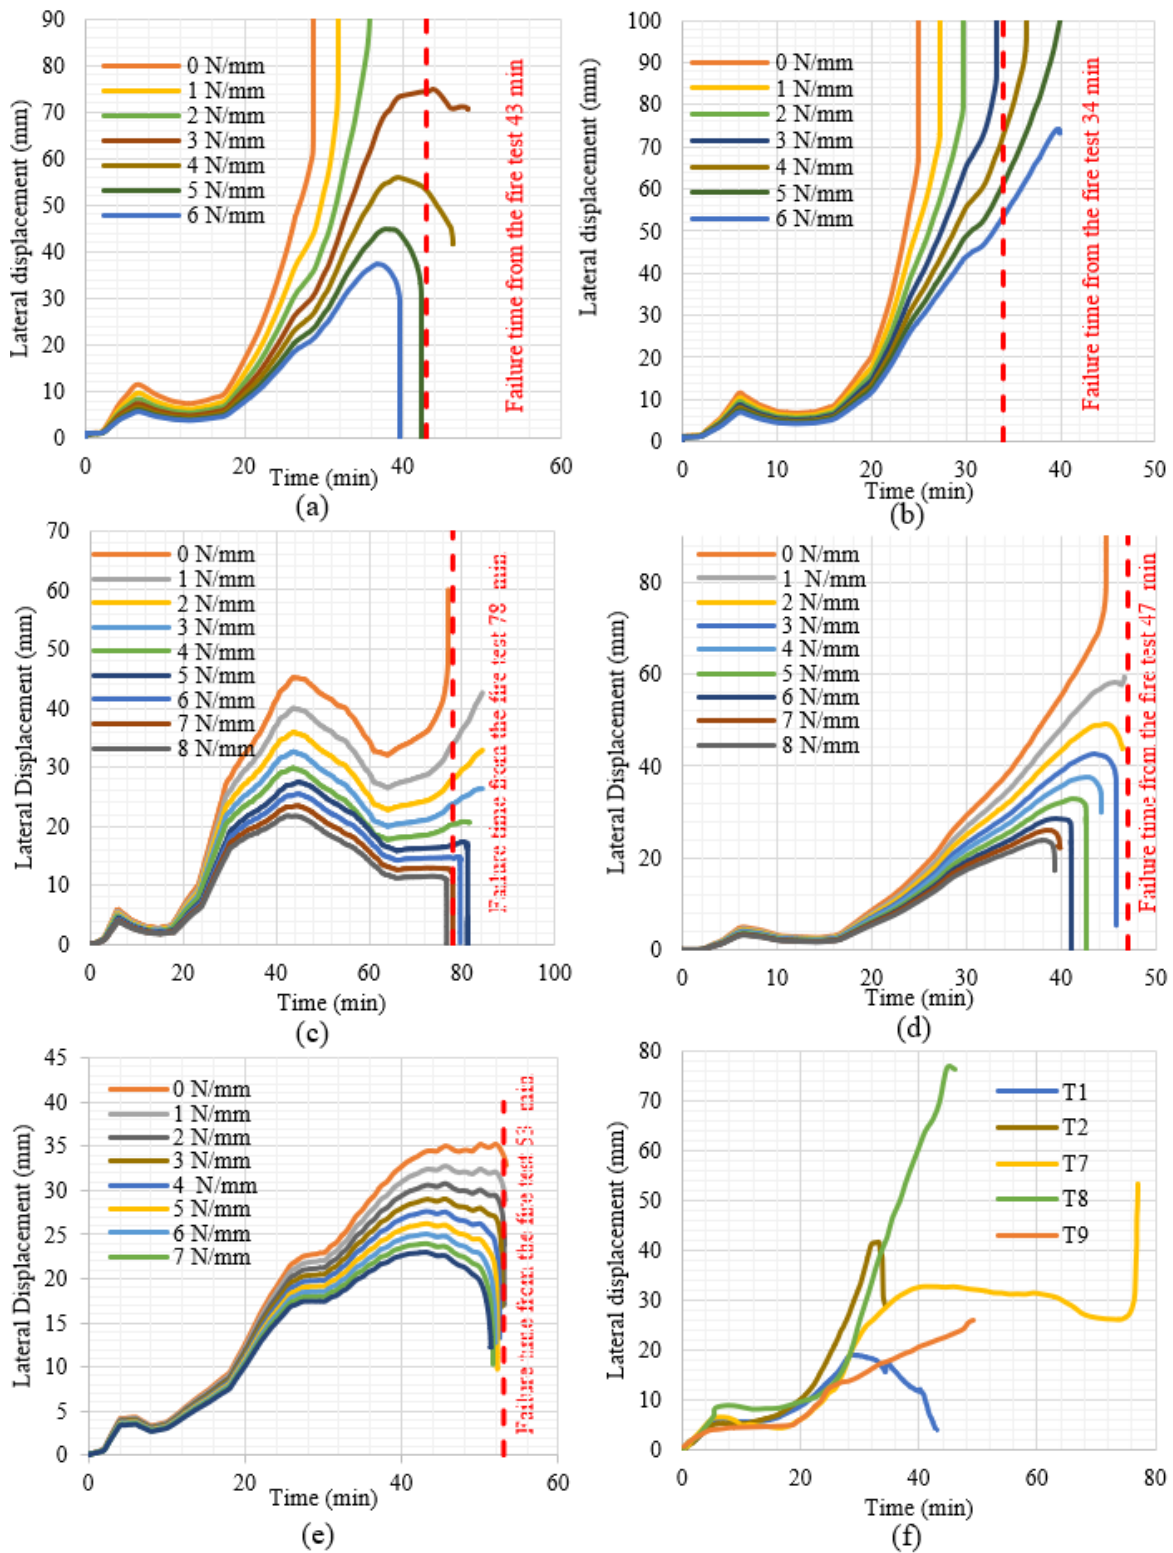 90
80
70
60
50
40
30
20
10
0
0
20
40
60
Lateral displacement (mm)
Time (min)
0 N/mm
1 N/mm
2 N/mm
3 N/mm
4 N/mm
5 N/mm
6 N/mm
Failure time from the fire test 43 min
(a)
100
90
80
70
60
50
40
30
20
10
0
0
10
20
30
40
50
Lateral displacement (mm)
Time (min)
0 N/mm
1 N/mm
2 N/mm
3 N/mm
4 N/mm
5 N/mm
6 N/mm
Failure time from the fire test 34 min
(b)
70
60
50
40
30
20
10
0
0
20
40
60
80
100
Lateral Displacement (mm)
Time (min)
0 N/mm
1 N/mm
2 N/mm
3 N/mm
4 N/mm
5 N/mm
6 N/mm
7 N/mm
8 N/mm
Failure time from the fire test 78 min
(c)
80
60
40
20
0
0
10
20
30
40
50
Lateral Displacement (mm)
Time (min)
0 N/mm
1 N/mm
2 N/mm
3 N/mm
4 N/mm
5 N/mm
6 N/mm
7 N/mm
8 N/mm
Failure time from the fire test 47 min
(d)
45
40
35
30
25
20
15
10
5
0
0
20
40
60
Lateral Displacement (mm)
Time (min)
0 N/mm
1 N/mm
2 N/mm
3 N/mm
4 N/mm
5 N/mm
6 N/mm
7 N/mm
Failure time from the fire test 53 min
(e)
80
70
60
50
40
30
20
10
0
0
20
40
60
80
Lateral displacement (mm)
Time (min)
T1
T2
T7
T8
T9
(f)